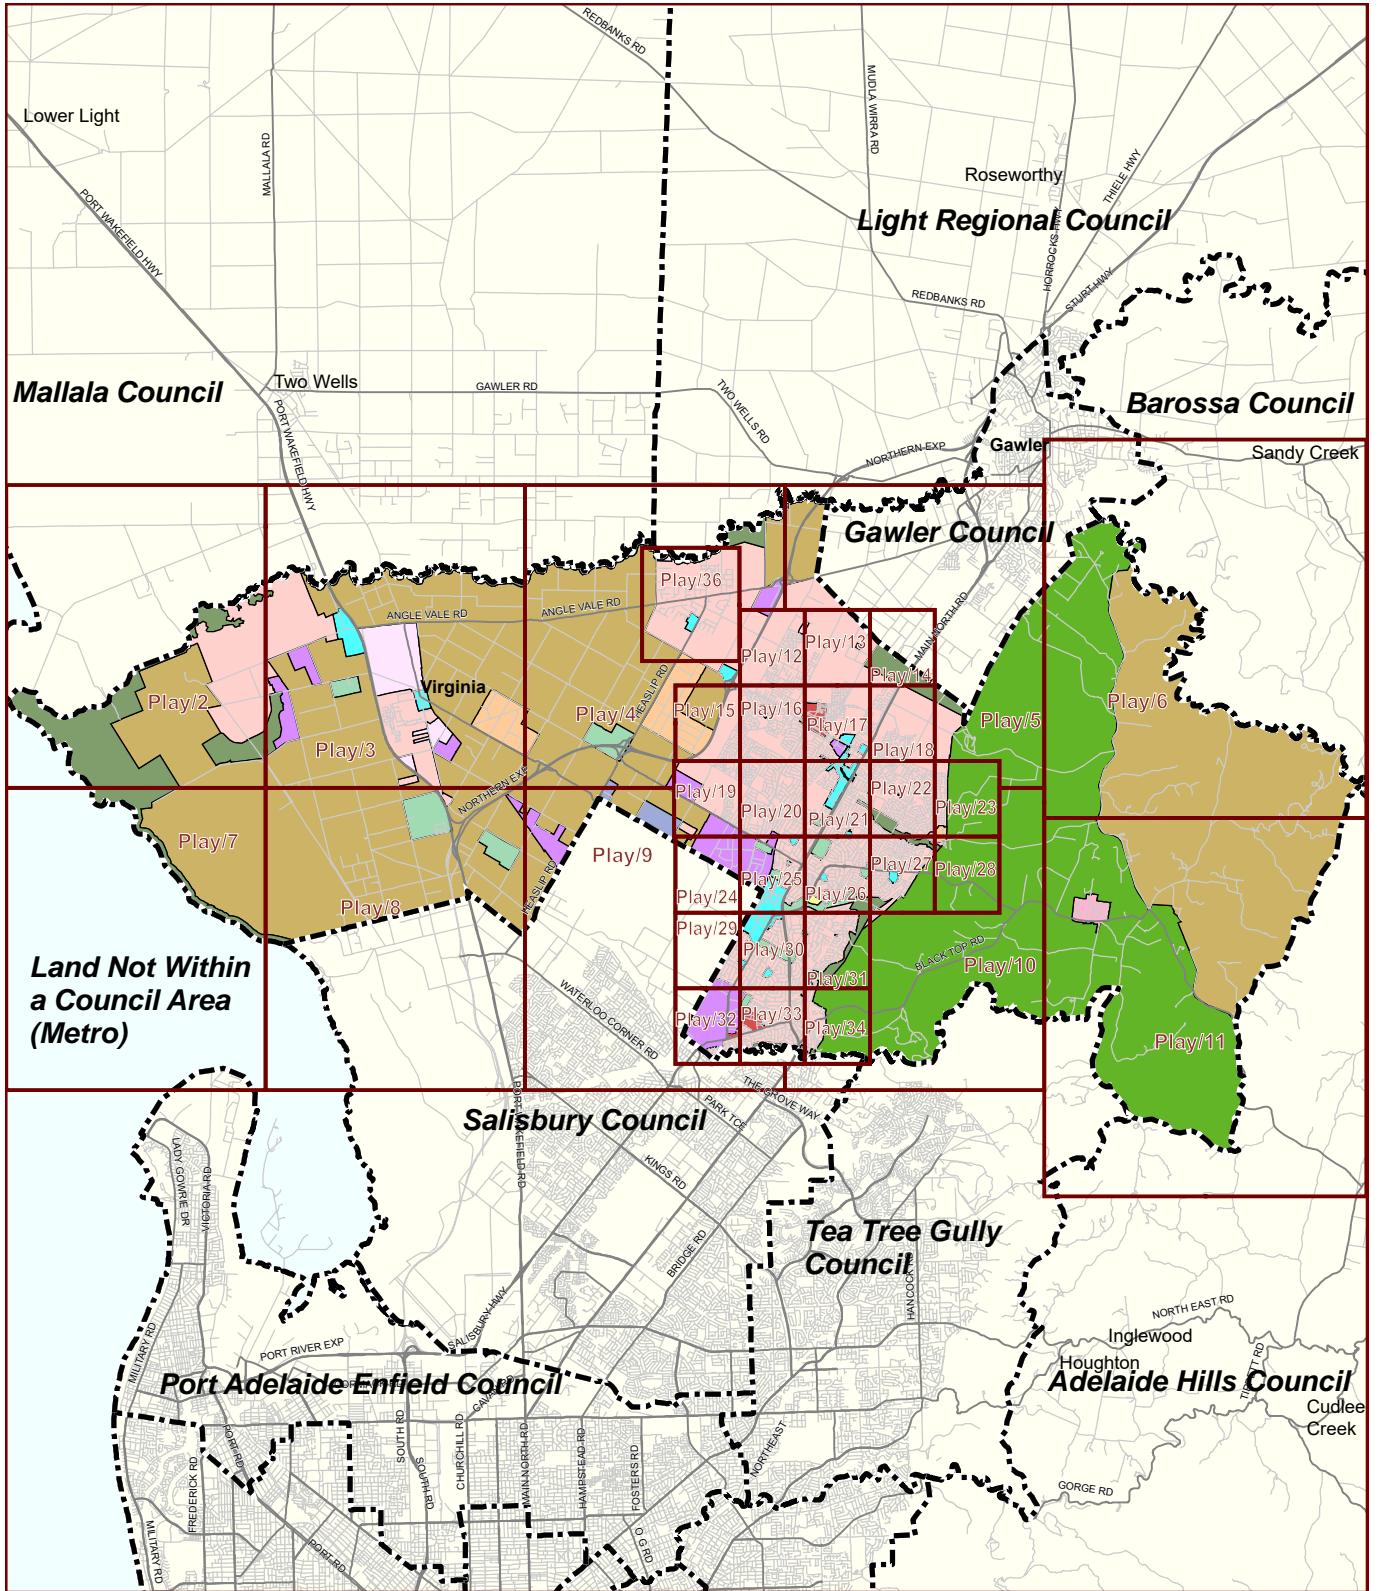 REDBANKS RD
Lower Light
MALLALA RD
MUDLA WIRRA RD
Roseworthy
THIELE HWY
PORT WAKEFIELD HWY
Light Regional Council
HORROCKS HWY
STURT HWY
REDBANKS RD
Mallala Council
Two Wells
GAWLER RD
TWO WELLS RD
PORT WAKEFIELD HWY
Barossa Council
NORTHERN EXP
Gawler
Sandy Creek
Gawler Council
Play/36
ANGLE VALE RD
ANGLE VALE RD
MAIN NORTH RD
Play/13
Play/12
Play/14
HEASLIP RD
Virginia
Play/2
Play/3
Play/4
Play/15
Play/16
Play/17
Play/18
Play/5
Play/6
NORTHERN EXP
Play/19
Play/20
Play/21
Play/22
Play/23
Play/7
Play/8
Play/9
HEASLIP RD
Play/24
Play/25
Play/26
Play/27
Play/28
Play/29
Play/30
Play/31
BLACK TOP RD
Play/10
Land Not Within
a Council Area
(Metro)
WATERLOO CORNER RD
Play/32
Play/33
Play/34
Play/11
THE GROVE WAY
PARK TCE
PORT WAKEFIELD RD
Salisbury Council
KINGS RD
LADY GOWRIE DR
VICTORIA RD
BRIDGE RD
Tea Tree Gully
Council
HANCOCK RD
SALISBURY HWY
NORTH EAST RD
MILITARY RD
PORT RIVER EXP
Inglewood
Houghton
Port Adelaide Enfield Council
Adelaide Hills Council
Cudlee
Creek
SOUTH RD
CHURCHILL RD
MAIN NORTH RD
HAMPSTEAD RD
FOSTERS RD
NORTHEAST
PORT RD
FREDERICK RD
SOUTH RD
GORGE RD
MILITARY RD
PORT RD
O G RD